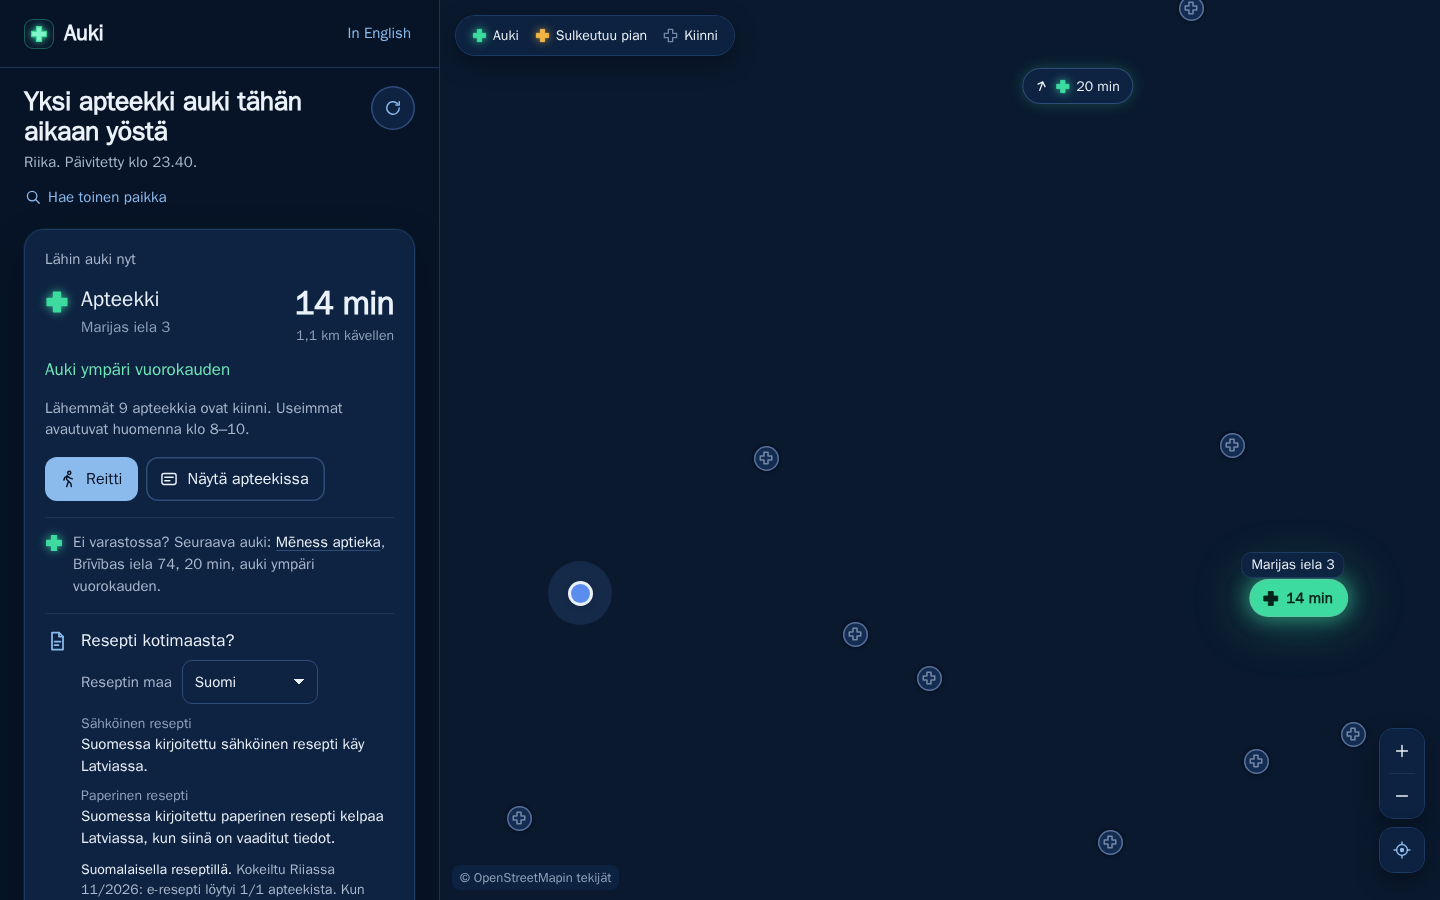 Auki
In English
Yksi apteekki auki tähän
aikaan yöstä
Riika. Päivitetty klo 23.40.
Hae toinen paikka
Lähin auki nyt
Apteekki
14 min
Marijas iela 3
1,1 km kävellen
Auki ympäri vuorokauden
Lähemmät 9 apteekkia ovat kiinni. Useimmat
avautuvat huomenna klo 8–10.
Reitti
Näytä apteekissa
Ei varastossa? Seuraava auki: Mēness aptieka,
Brīvības iela 74, 20 min, auki ympäri
vuorokauden.
Resepti kotimaasta?
Reseptin maa
Suomi
Sähköinen resepti
Suomessa kirjoitettu sähköinen resepti käy
Latviassa.
Paperinen resepti
Suomessa kirjoitettu paperinen resepti kelpaa
Latviassa, kun siinä on vaaditut tiedot.
Suomalaisella reseptillä. Kokeiltu Riiassa
11/2026: e-resepti löytyi 1/1 apteekista. Kun
Auki
Sulkeutuu pian
Kiinni
20 min
Marijas iela 3
14 min
© OpenStreetMapin tekijät